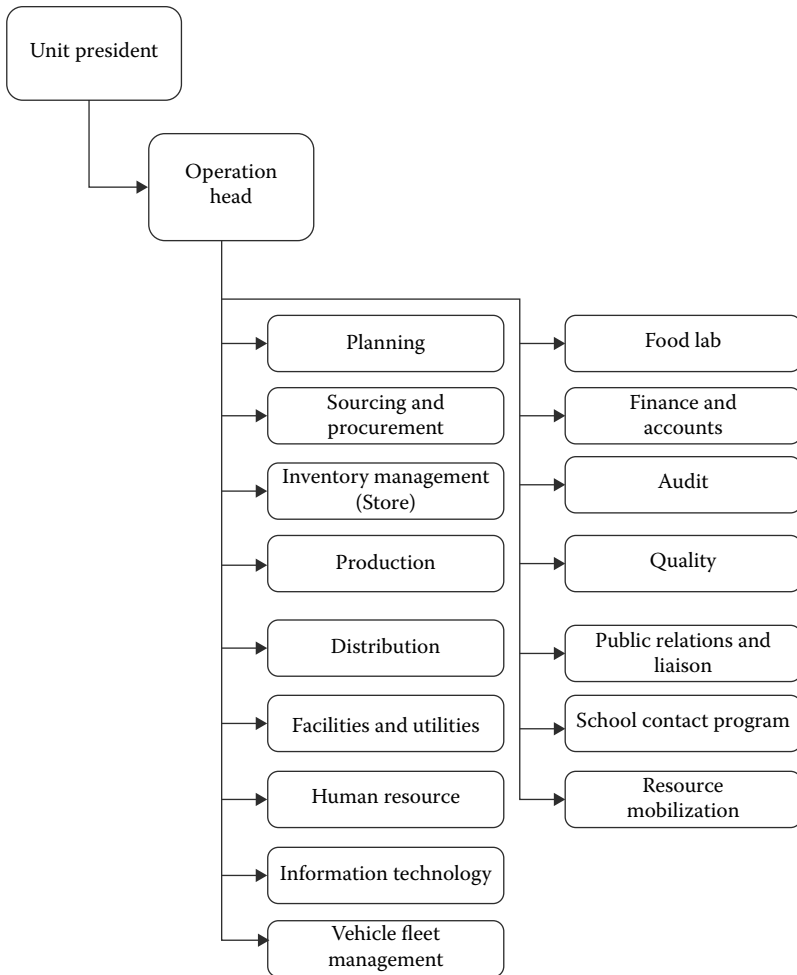 Unit president
Operation
head
Planning
Sourcing and
procurement
Inventory management
(Store)
Production
Distribution
Facilities and utilities
Human resource
Information technology
Vehicle fleet
management
Food lab
Finance and
accounts
Audit
Quality
Public relations and
liaison
School contact program
Resource
mobilization